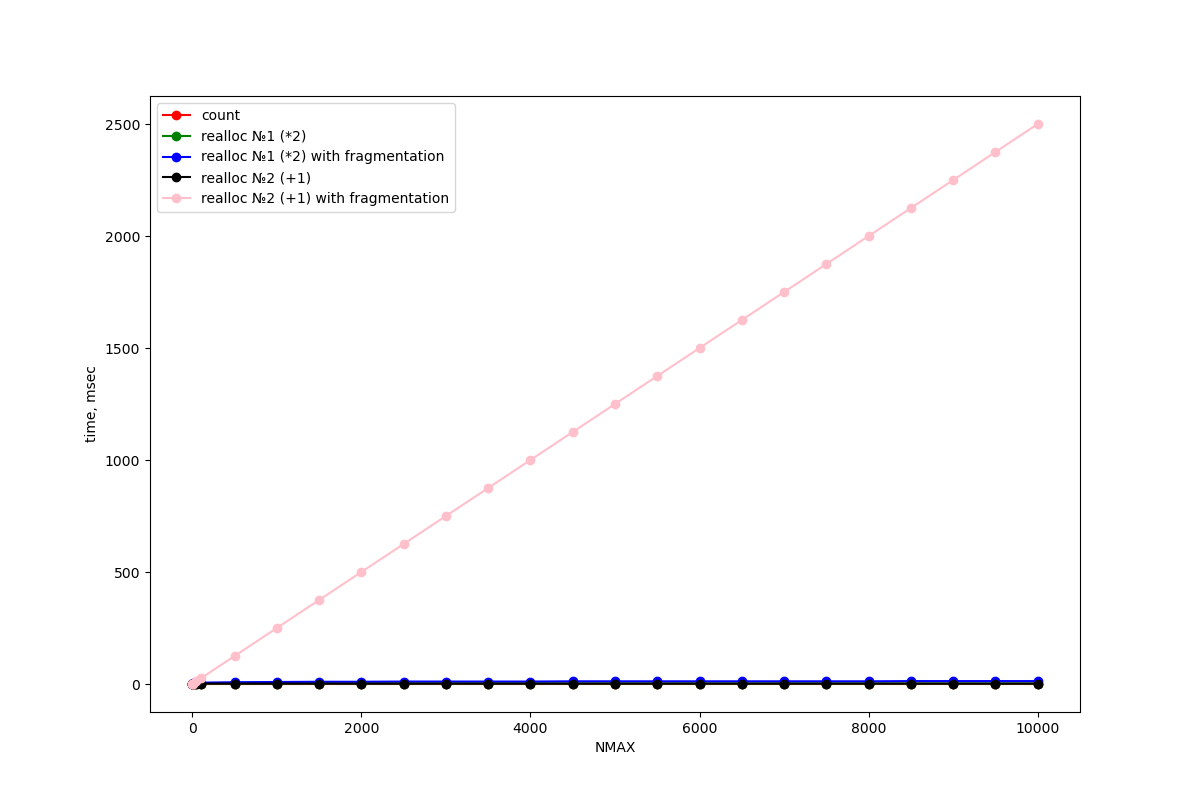 count
realloc №1 (*2)
realloc №1 (*2) with fragmentation
realloc №2 (+1)
realloc №2 (+1) with fragmentation
2500
2000
1500
1000
500
0
time, msec
0 2000 4000 6000 8000 10000
NMAX